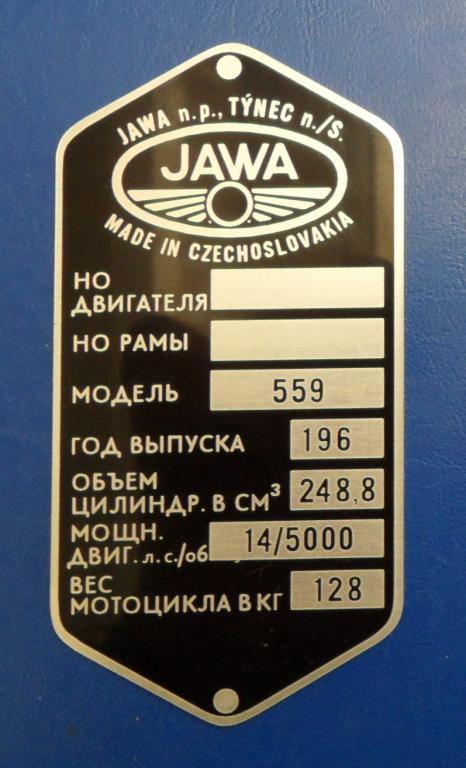 JAWA n.p., TÝNEC n./S.
JAWA
MADE IN CZECHOSLOVAKIA
НО
ДВИГАТЕЛЯ
НО РАМЫ
МОДЕЛЬ 559
ГОД ВЫПУСКА 196
ОБЪЕМ
ЦИЛИНДР. В СМ³ 248,8
МОЩН.
ДВИГ. л. с./об 14/5000
ВЕС
МОТОЦИКЛА В КГ 128